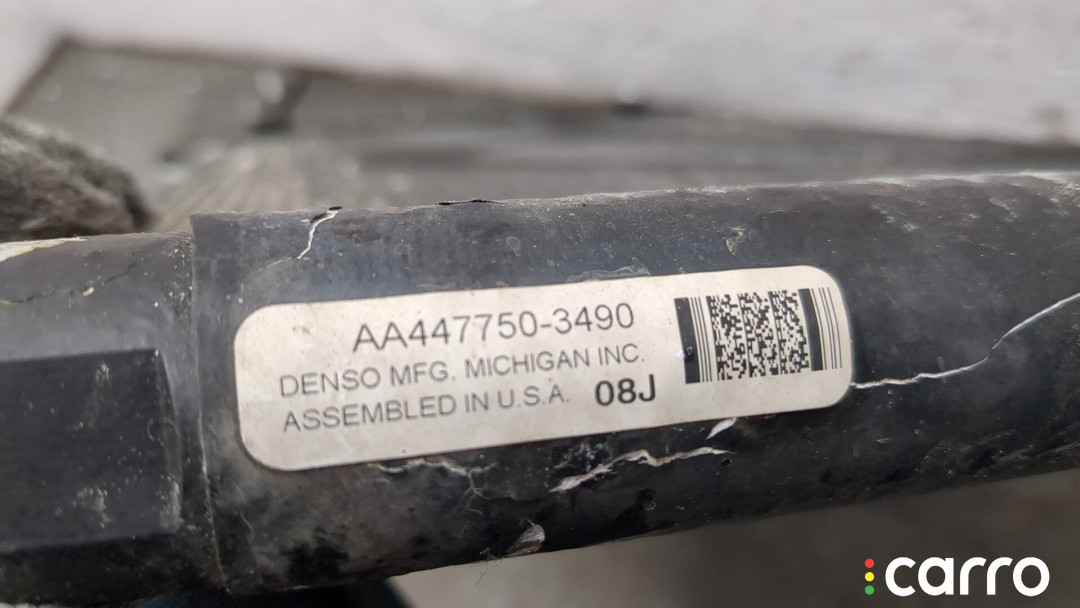 AA447750-3490
DENSO MFG. MICHIGAN INC.
ASSEMBLED IN U.S.A. 08J
carro